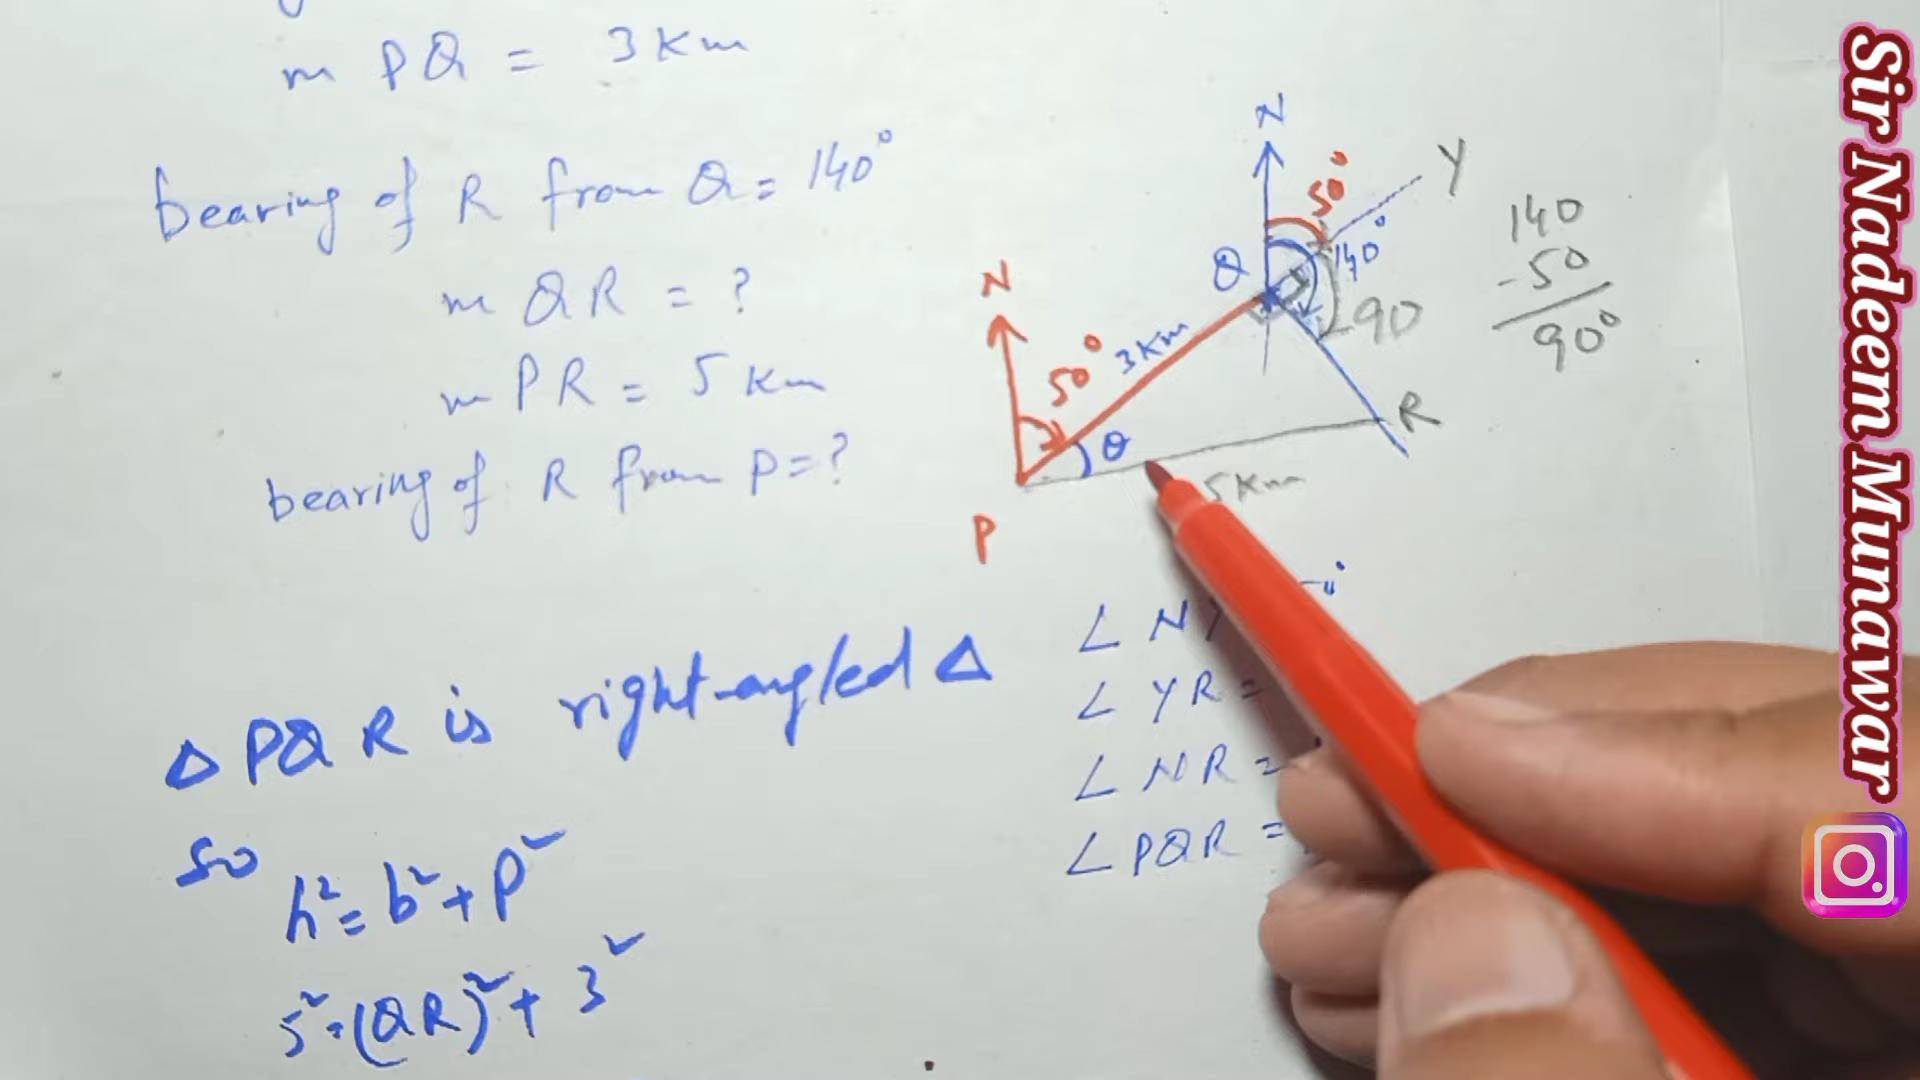 m PQ = 3 Km
bearing of R from Q = 140°
m QR = ?
m PR = 5 Km
bearing of R from P = ?
N
N
Y
50°
140°
Q
90
140
- 50
90°
50°
3 Km
θ
R
5 Km
P
∠ N
∠ YR =
∠ NR =
∠ PQR =
Δ PQR is right-angled Δ
so
h² = b² + p²
5² = (QR)² + 3²
Sir Nadeem Munawar